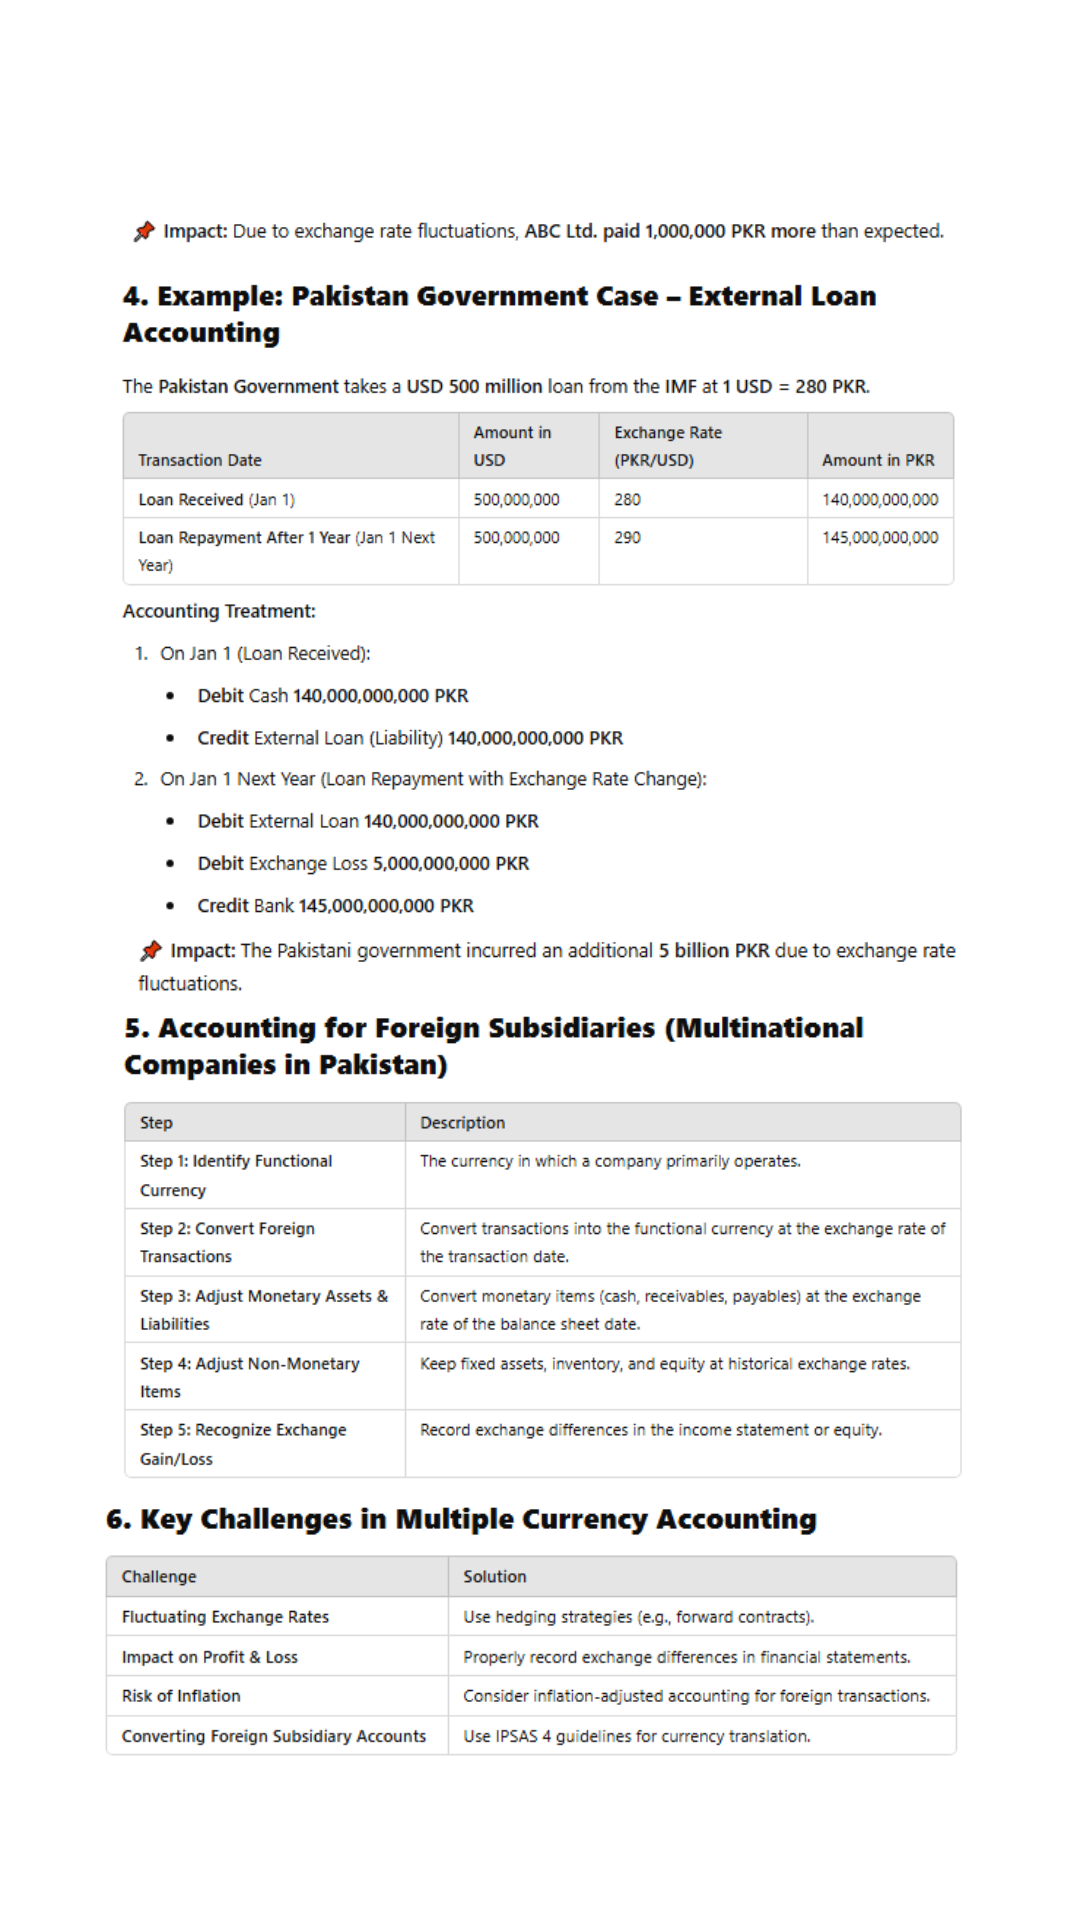 📌 Impact: Due to exchange rate fluctuations, ABC Ltd. paid 1,000,000 PKR more than expected.
4. Example: Pakistan Government Case – External Loan
Accounting
The Pakistan Government takes a USD 500 million loan from the IMF at 1 USD = 280 PKR.
Transaction Date | Amount in USD | Exchange Rate (PKR/USD) | Amount in PKR
Loan Received (Jan 1) | 500,000,000 | 280 | 140,000,000,000
Loan Repayment After 1 Year (Jan 1 Next Year) | 500,000,000 | 290 | 145,000,000,000
Accounting Treatment:
1. On Jan 1 (Loan Received):
• Debit Cash 140,000,000,000 PKR
• Credit External Loan (Liability) 140,000,000,000 PKR
2. On Jan 1 Next Year (Loan Repayment with Exchange Rate Change):
• Debit External Loan 140,000,000,000 PKR
• Debit Exchange Loss 5,000,000,000 PKR
• Credit Bank 145,000,000,000 PKR
📌 Impact: The Pakistani government incurred an additional 5 billion PKR due to exchange rate
fluctuations.
5. Accounting for Foreign Subsidiaries (Multinational
Companies in Pakistan)
Step | Description
Step 1: Identify Functional Currency | The currency in which a company primarily operates.
Step 2: Convert Foreign Transactions | Convert transactions into the functional currency at the exchange rate of the transaction date.
Step 3: Adjust Monetary Assets & Liabilities | Convert monetary items (cash, receivables, payables) at the exchange rate of the balance sheet date.
Step 4: Adjust Non-Monetary Items | Keep fixed assets, inventory, and equity at historical exchange rates.
Step 5: Recognize Exchange Gain/Loss | Record exchange differences in the income statement or equity.
6. Key Challenges in Multiple Currency Accounting
Challenge | Solution
Fluctuating Exchange Rates | Use hedging strategies (e.g., forward contracts).
Impact on Profit & Loss | Properly record exchange differences in financial statements.
Risk of Inflation | Consider inflation-adjusted accounting for foreign transactions.
Converting Foreign Subsidiary Accounts | Use IPSAS 4 guidelines for currency translation.